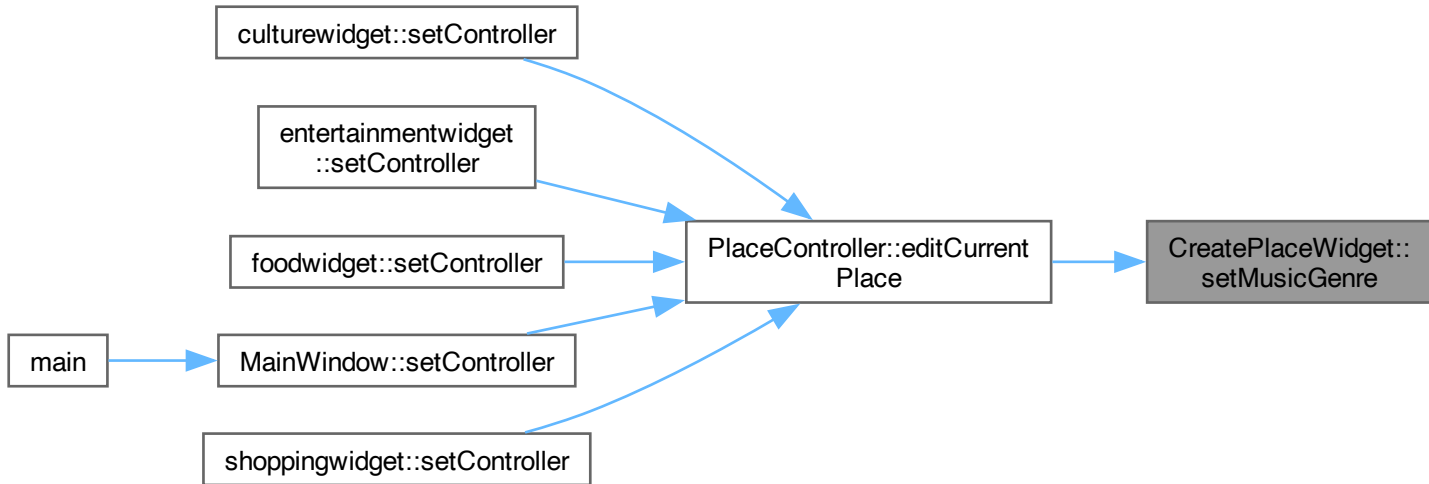 culturewidget::setController
entertainmentwidget
::setController
foodwidget::setController
main
MainWindow::setController
shoppingwidget::setController
PlaceController::editCurrent
Place
CreatePlaceWidget::
setMusicGenre